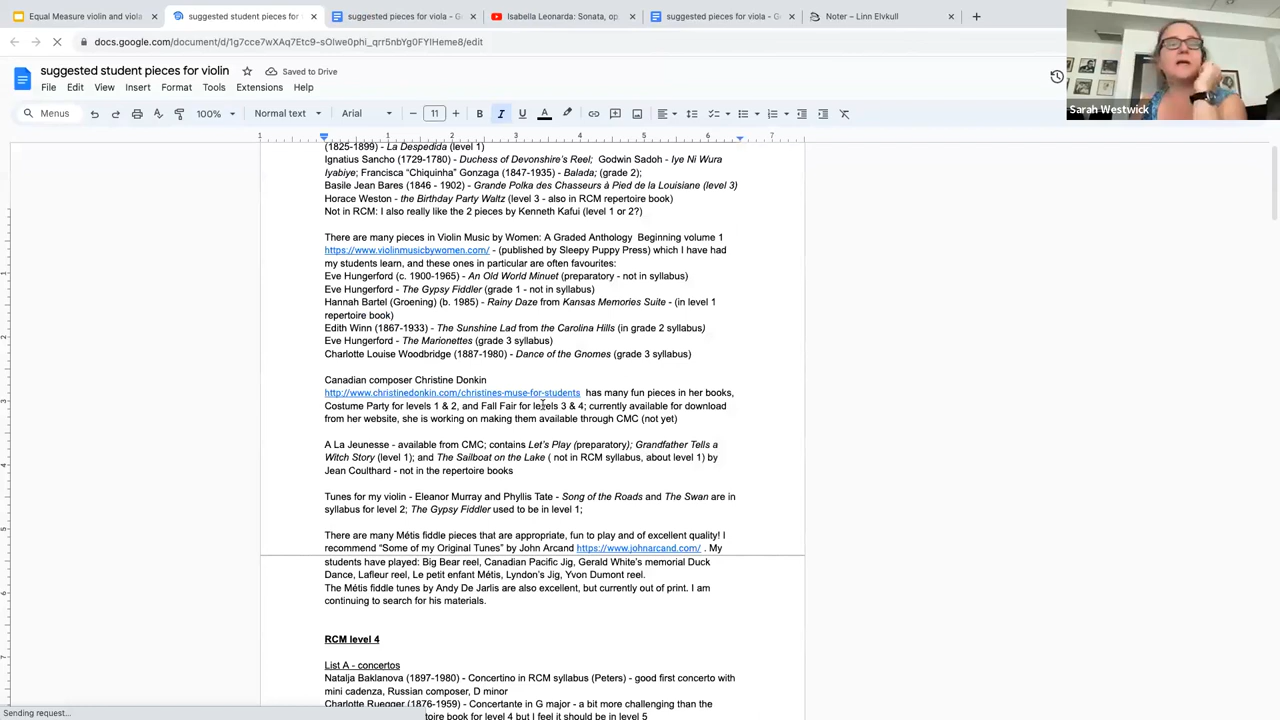 Equal Measure violin and viola
suggested student pieces for
suggested pieces for viola - G
Isabella Leonarda: Sonata, op
suggested pieces for viola - G
Noter – Linn Elvkull
docs.google.com/document/d/1g7cce7wXAq7Etc9-sOlwe0phi_qrr5nbYg0FYIHeme8/edit
suggested student pieces for violin
Saved to Drive
File Edit View Insert Format Tools Extensions Help
Menus 100% Normal text Arial 11
Sarah Westwick
1 1 2 3 4 5 6 7
(1825-1899) - La Despedida (level 1)
Ignatius Sancho (1729-1780) - Duchess of Devonshire's Reel; Godwin Sadoh - Iye Ni Wura
Iyabiye; Francisca "Chiquinha" Gonzaga (1847-1935) - Balada; (grade 2);
Basile Jean Bares (1846 - 1902) - Grande Polka des Chasseurs à Pied de la Louisiane (level 3)
Horace Weston - the Birthday Party Waltz (level 3 - also in RCM repertoire book)
Not in RCM: I also really like the 2 pieces by Kenneth Kafui (level 1 or 2?)
There are many pieces in Violin Music by Women: A Graded Anthology Beginning volume 1
https://www.violinmusicbywomen.com/ - (published by Sleepy Puppy Press) which I have had
my students learn, and these ones in particular are often favourites:
Eve Hungerford (c. 1900-1965) - An Old World Minuet (preparatory - not in syllabus)
Eve Hungerford - The Gypsy Fiddler (grade 1 - not in syllabus)
Hannah Bartel (Groening) (b. 1985) - Rainy Daze from Kansas Memories Suite - (in level 1
repertoire book)
Edith Winn (1867-1933) - The Sunshine Lad from the Carolina Hills (in grade 2 syllabus)
Eve Hungerford - The Marionettes (grade 3 syllabus)
Charlotte Louise Woodbridge (1887-1980) - Dance of the Gnomes (grade 3 syllabus)
Canadian composer Christine Donkin
http://www.christinedonkin.com/christines-muse-for-students has many fun pieces in her books,
Costume Party for levels 1 & 2, and Fall Fair for levels 3 & 4; currently available for download
from her website, she is working on making them available through CMC (not yet)
A La Jeunesse - available from CMC; contains Let's Play (preparatory); Grandfather Tells a
Witch Story (level 1); and The Sailboat on the Lake ( not in RCM syllabus, about level 1) by
Jean Coulthard - not in the repertoire books
Tunes for my violin - Eleanor Murray and Phyllis Tate - Song of the Roads and The Swan are in
syllabus for level 2; The Gypsy Fiddler used to be in level 1;
There are many Métis fiddle pieces that are appropriate, fun to play and of excellent quality! I
recommend "Some of my Original Tunes" by John Arcand https://www.johnarcand.com/ . My
students have played: Big Bear reel, Canadian Pacific Jig, Gerald White's memorial Duck
Dance, Lafleur reel, Le petit enfant Métis, Lyndon's Jig, Yvon Dumont reel.
The Métis fiddle tunes by Andy De Jarlis are also excellent, but currently out of print. I am
continuing to search for his materials.
RCM level 4
List A - concertos
Natalja Baklanova (1897-1980) - Concertino in RCM syllabus (Peters) - good first concerto with
mini cadenza, Russian composer, D minor
Charlotte Ruegger (1876-1959) - Concertante in G major - a bit more challenging than the
toire book for level 4 but I feel it should be in level 5
Sending request...